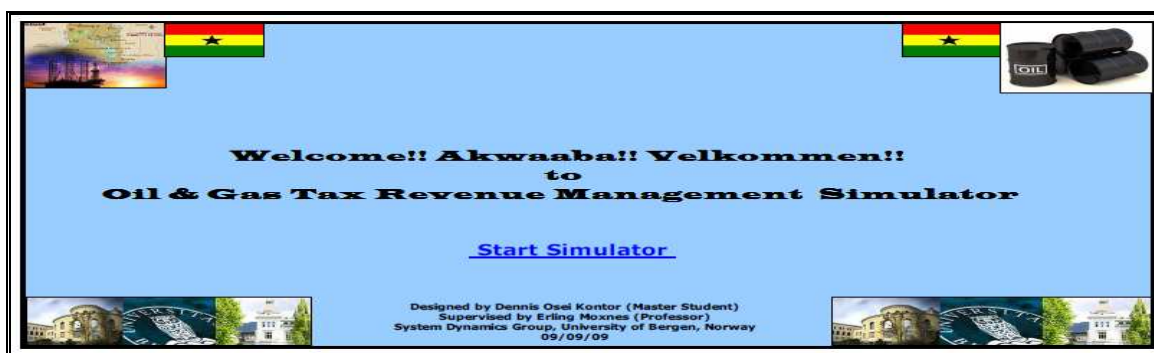 OIL
Welcome!! Akwaaba!! Velkommen!!
to
Oil & Gas Tax Revenue Management Simulator
Start Simulator
Designed by Dennis Osei Kontor (Master Student)
Supervised by Erling Moxnes (Professor)
System Dynamics Group, University of Bergen, Norway
09/09/09